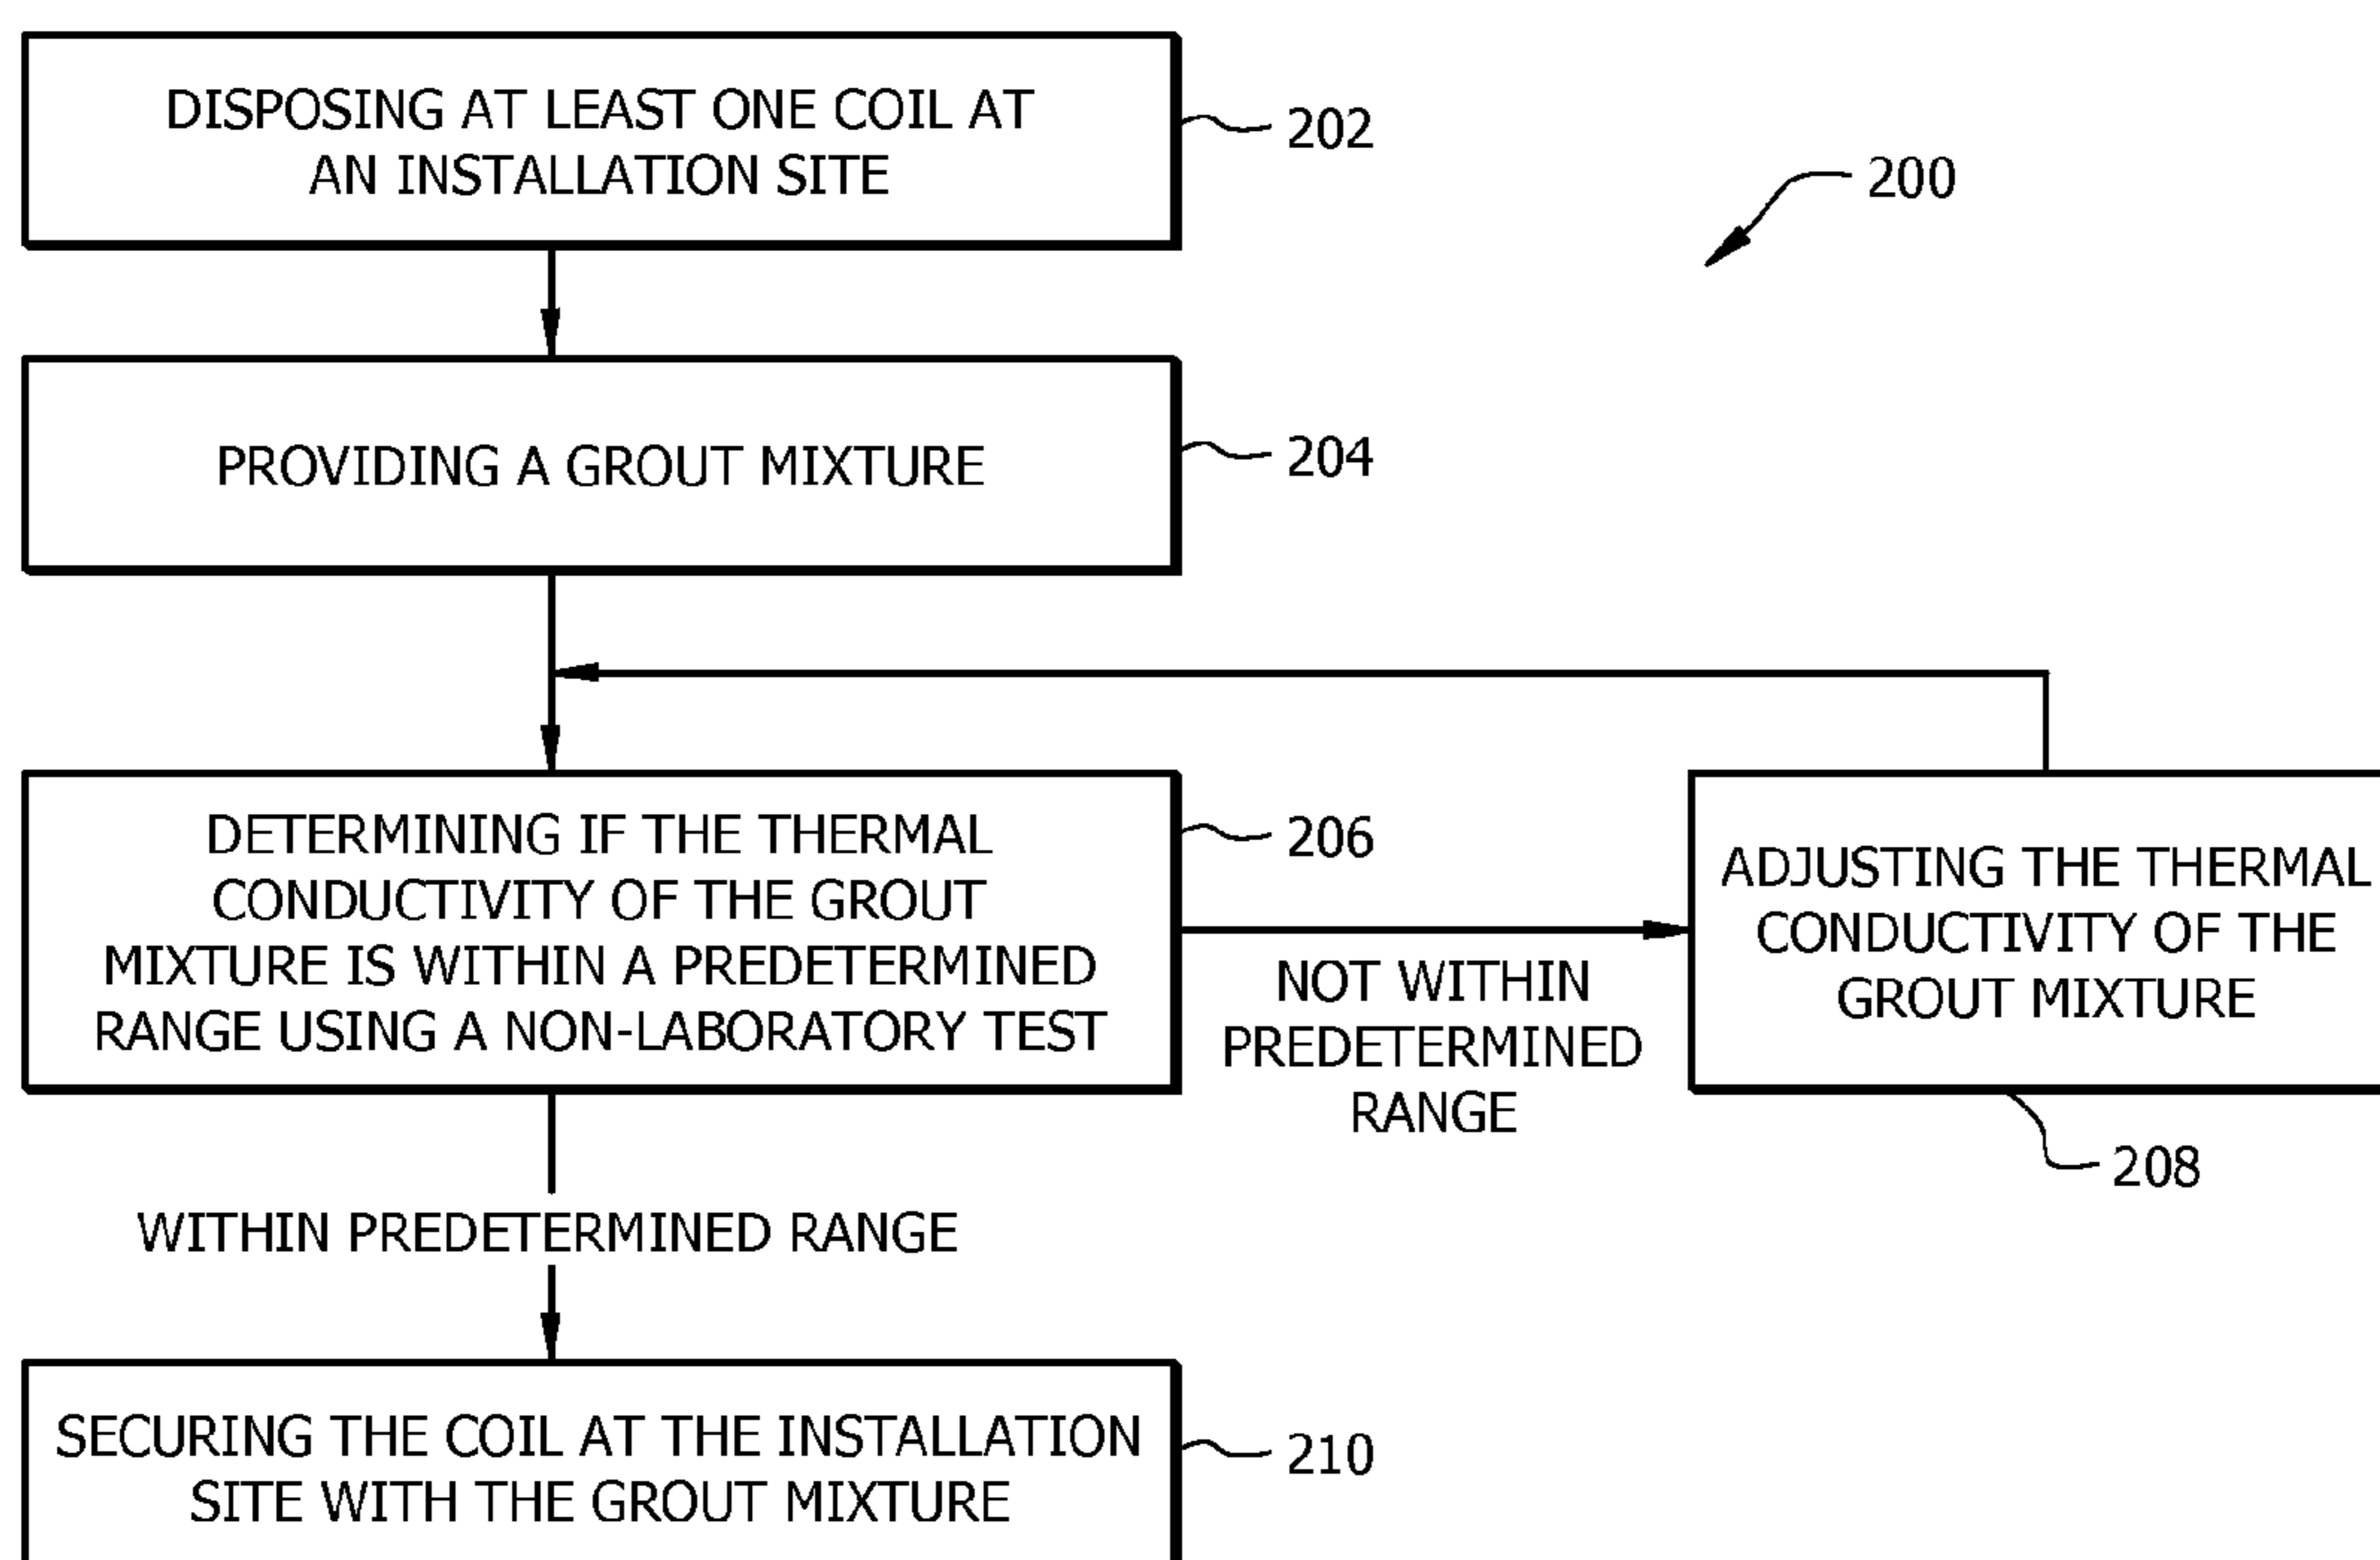 DISPOSING AT LEAST ONE COIL AT
AN INSTALLATION SITE
202
200
PROVIDING A GROUT MIXTURE
204
DETERMINING IF THE THERMAL
CONDUCTIVITY OF THE GROUT
MIXTURE IS WITHIN A PREDETERMINED
RANGE USING A NON-LABORATORY TEST
206
NOT WITHIN
PREDETERMINED
RANGE
ADJUSTING THE THERMAL
CONDUCTIVITY OF THE
GROUT MIXTURE
208
WITHIN PREDETERMINED RANGE
SECURING THE COIL AT THE INSTALLATION
SITE WITH THE GROUT MIXTURE
210